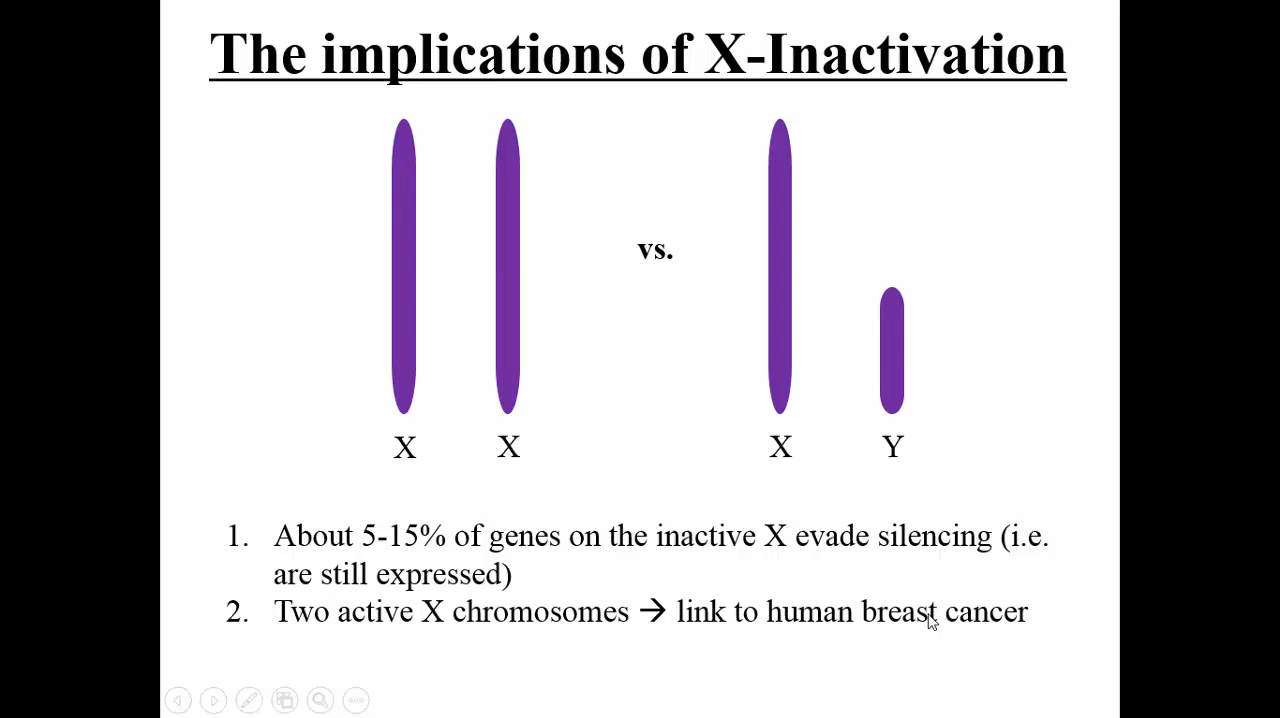 The implications of X-Inactivation
vs.
X X X Y
1. About 5-15% of genes on the inactive X evade silencing (i.e.
are still expressed)
2. Two active X chromosomes → link to human breast cancer